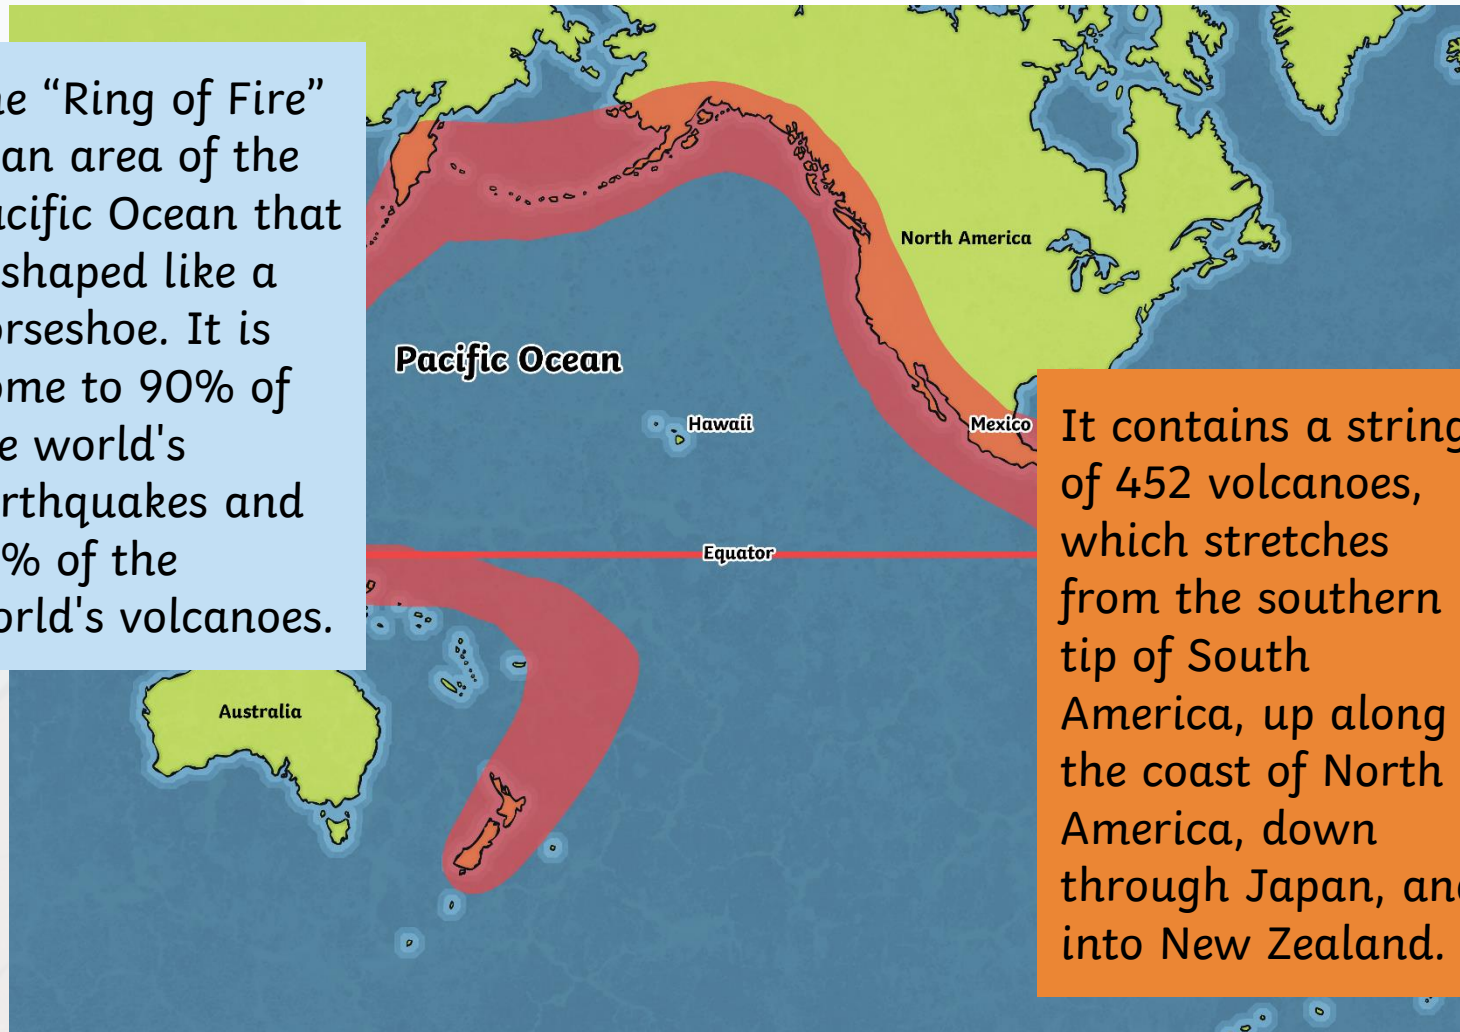 e “Ring of Fire”
an area of the
cific Ocean that
shaped like a
rseshoe. It is
ome to 90% of
e world's
rthquakes and
% of the
orld's volcanoes.
North America
Pacific Ocean
Hawaii
Mexico
Equator
Australia
It contains a string
of 452 volcanoes,
which stretches
from the southern
tip of South
America, up along
the coast of North
America, down
through Japan, and
into New Zealand.